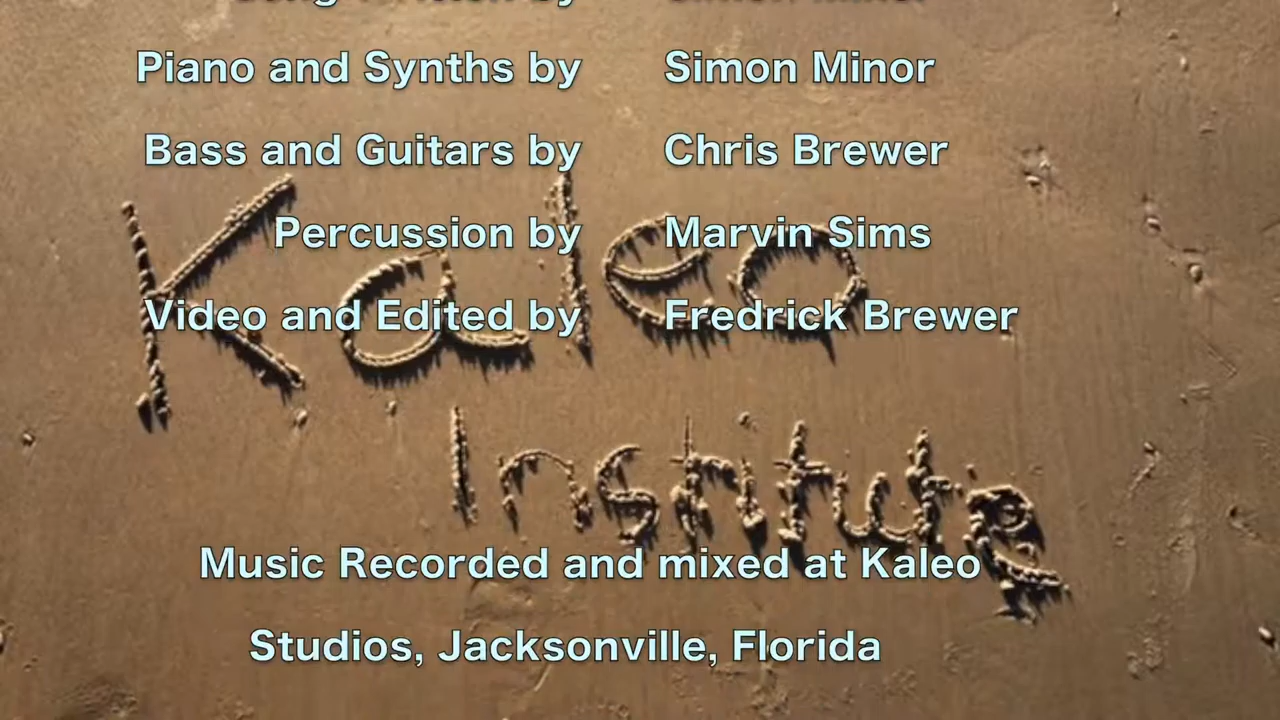 Piano and Synths by Simon Minor
Bass and Guitars by Chris Brewer
Percussion by Marvin Sims
Video and Edited by Fredrick Brewer
Kaleo
Institute
Music Recorded and mixed at Kaleo
Studios, Jacksonville, Florida